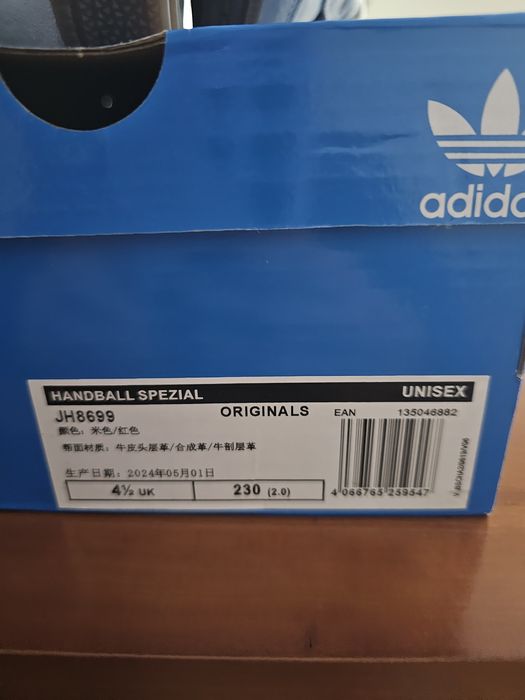 adidas
HANDBALL SPEZIAL UNISEX
JH8699 ORIGINALS EAN 135046882
颜色：米色/红色
帮面材质：牛皮头层革/合成革/牛剖层革
生产日期：2024年05月01日
4½ UK 230 (2.0)
4 066765 259547